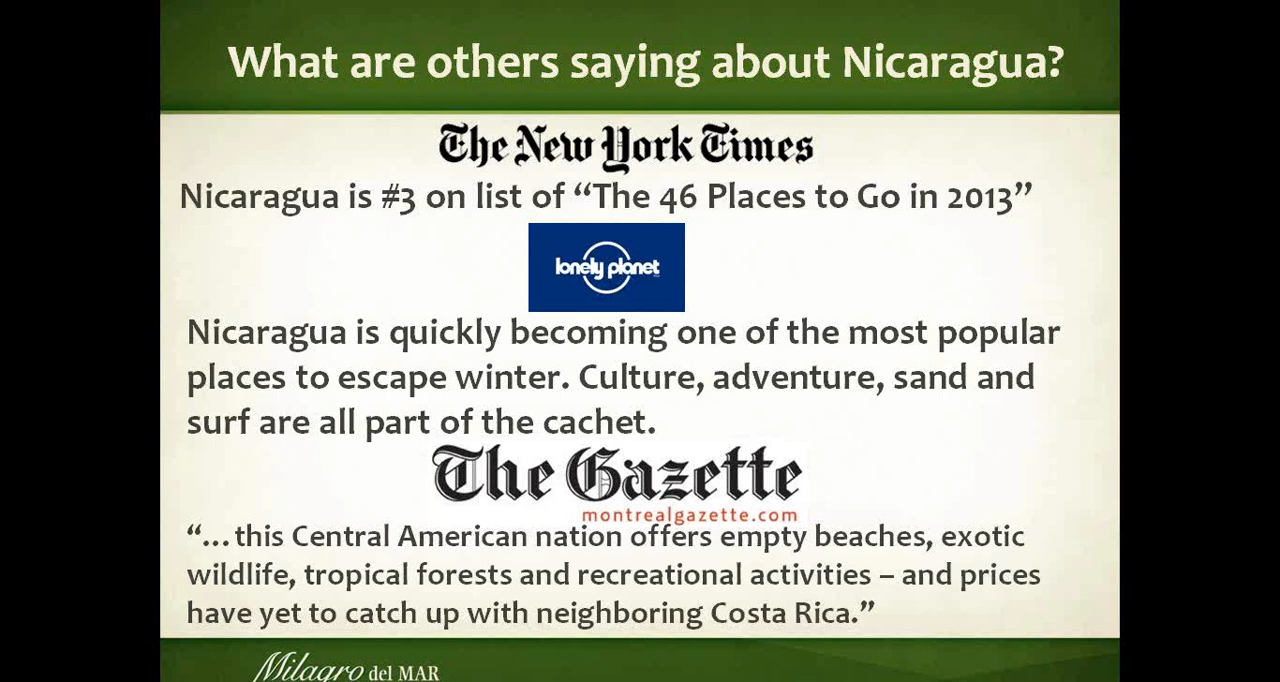 What are others saying about Nicaragua?
The New York Times
Nicaragua is #3 on list of “The 46 Places to Go in 2013”
lonely planet
Nicaragua is quickly becoming one of the most popular
places to escape winter. Culture, adventure, sand and
surf are all part of the cachet.
The Gazette
montrealgazette.com
“...this Central American nation offers empty beaches, exotic
wildlife, tropical forests and recreational activities – and prices
have yet to catch up with neighboring Costa Rica.”
Milagro del MAR